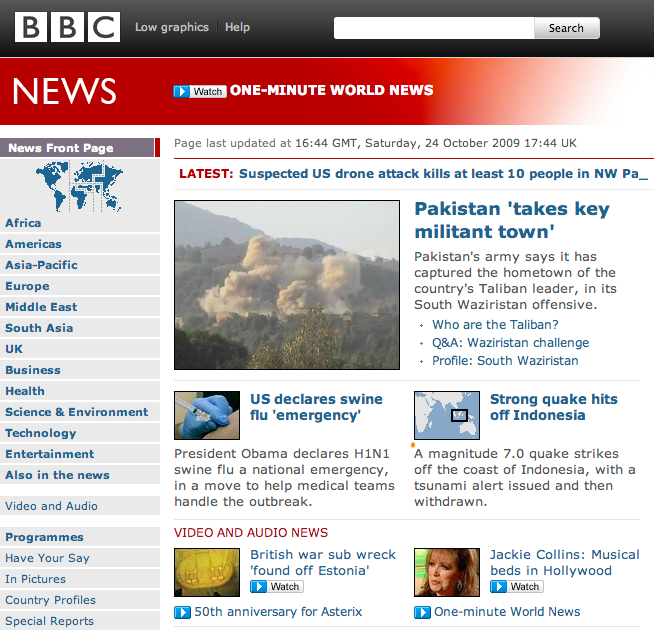 BBC Low graphics Help Search
NEWS
Watch ONE-MINUTE WORLD NEWS
News Front Page
Africa
Americas
Asia-Pacific
Europe
Middle East
South Asia
UK
Business
Health
Science & Environment
Technology
Entertainment
Also in the news
Video and Audio
Programmes
Have Your Say
In Pictures
Country Profiles
Special Reports
Page last updated at 16:44 GMT, Saturday, 24 October 2009 17:44 UK
LATEST: Suspected US drone attack kills at least 10 people in NW Pa_
Pakistan 'takes key
militant town'
Pakistan's army says it has
captured the hometown of the
country's Taliban leader, in its
South Waziristan offensive.
Who are the Taliban?
Q&A: Waziristan challenge
Profile: South Waziristan
US declares swine
flu 'emergency'
President Obama declares H1N1
swine flu a national emergency,
in a move to help medical teams
handle the outbreak.
Strong quake hits
off Indonesia
A magnitude 7.0 quake strikes
off the coast of Indonesia, with a
tsunami alert issued and then
withdrawn.
VIDEO AND AUDIO NEWS
British war sub wreck
'found off Estonia'
Watch
Jackie Collins: Musical
beds in Hollywood
Watch
50th anniversary for Asterix
One-minute World News